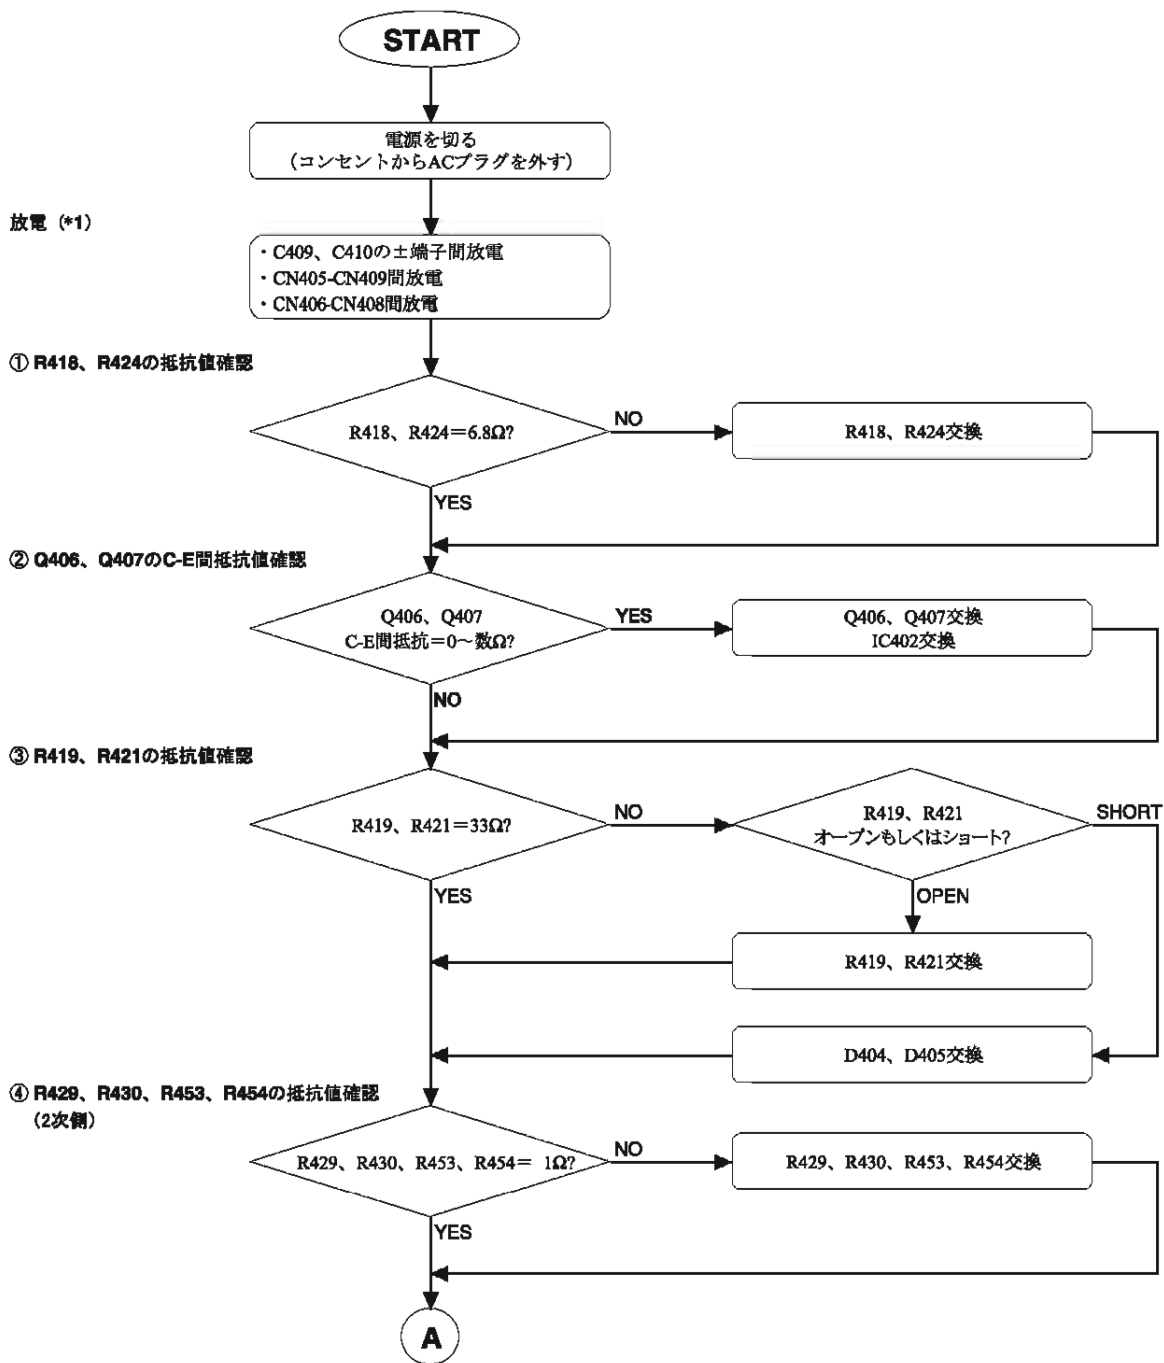 START
電源を切る
(コンセントからACプラグを外す)
放電 (*1)
・C409、C410の±端子間放電
・CN405-CN409間放電
・CN406-CN408間放電
① R418、R424の抵抗値確認
R418、R424＝6.8Ω?
NO
R418、R424交換
YES
② Q406、Q407のC-E間抵抗値確認
Q406、Q407
C-E間抵抗＝0～数Ω?
YES
Q406、Q407交換
IC402交換
NO
③ R419、R421の抵抗値確認
R419、R421＝33Ω?
NO
R419、R421
オープンもしくはショート?
SHORT
YES
OPEN
R419、R421交換
D404、D405交換
④ R429、R430、R453、R454の抵抗値確認
(2次側)
R429、R430、R453、R454＝ 1Ω?
NO
R429、R430、R453、R454交換
YES
A